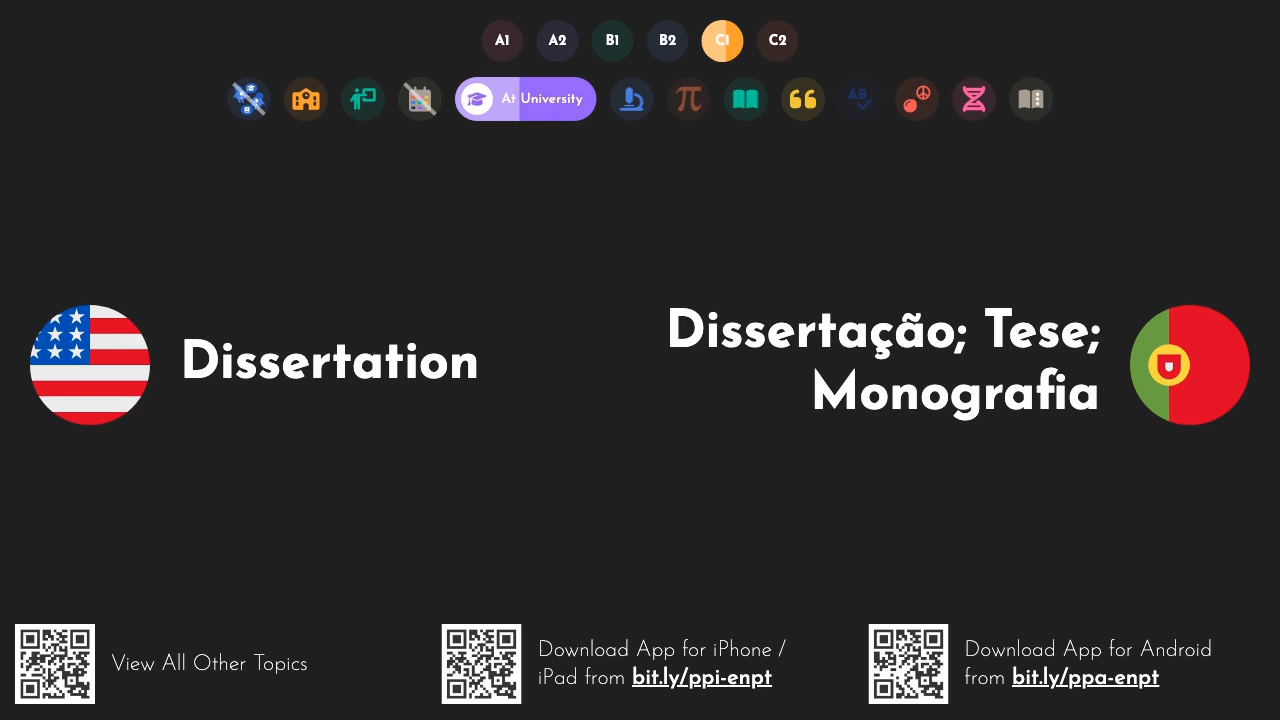 A1 A2 B1 B2 C1 C2
At University
AB
Dissertation
Dissertação; Tese;
Monografia
View All Other Topics
Download App for iPhone /
iPad from bit.ly/ppi-enpt
Download App for Android
from bit.ly/ppa-enpt